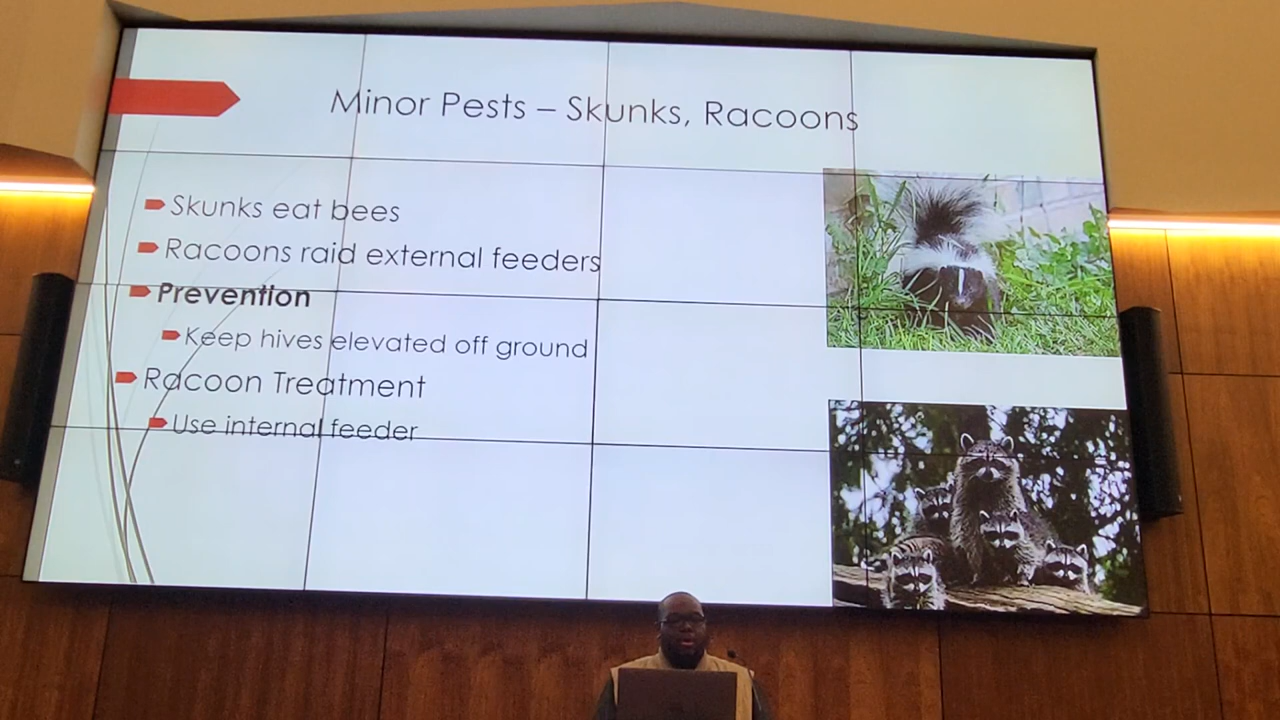 Minor Pests – Skunks, Racoons
Skunks eat bees
Racoons raid external feeders
Prevention
Keep hives elevated off ground
Racoon Treatment
Use internal feeder